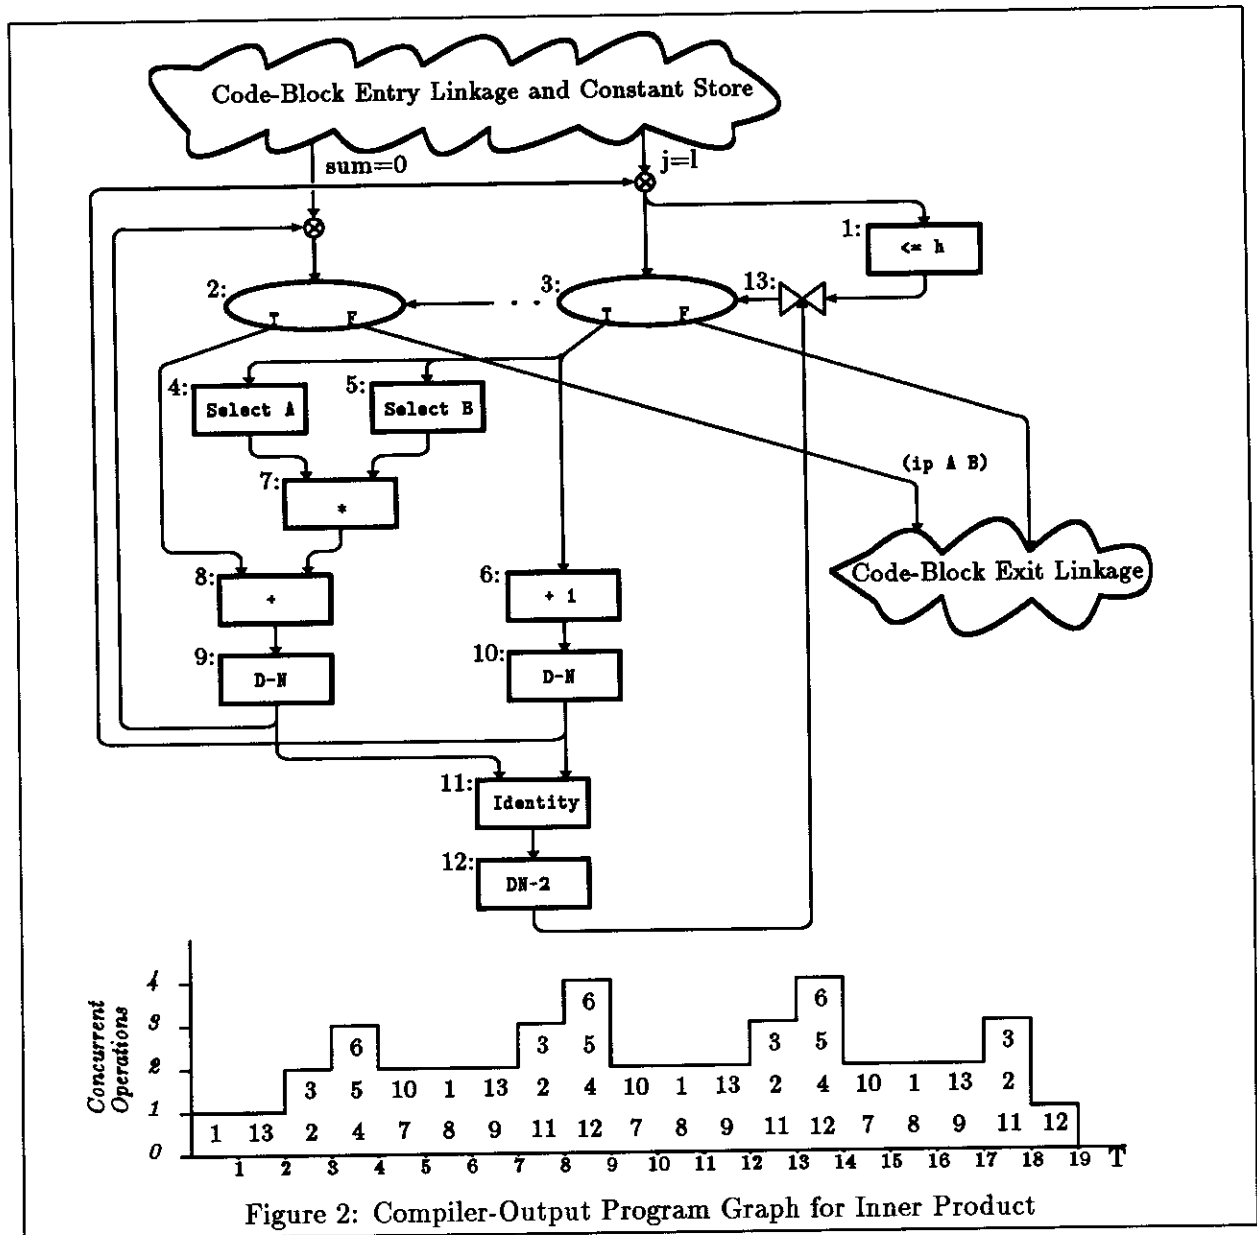 Code-Block Entry Linkage and Constant Store
sum=0
j=l
1:
<= h
2:
T F
3:
T F
13:
4:
Select A
5:
Select B
(ip A B)
7:
*
Code-Block Exit Linkage
8:
+
6:
+ 1
9:
D-N
10:
D-N
11:
Identity
12:
DN-2
Concurrent
Operations
4
3
2
1
0
6 6
6 3 5 3 5 3
3 5 10 1 13 2 4 10 1 13 2 4 10 1 13 2
1 13 2 4 7 8 9 11 12 7 8 9 11 12 7 8 9 11 12
1 2 3 4 5 6 7 8 9 10 11 12 13 14 15 16 17 18 19 T
Figure 2: Compiler-Output Program Graph for Inner Product